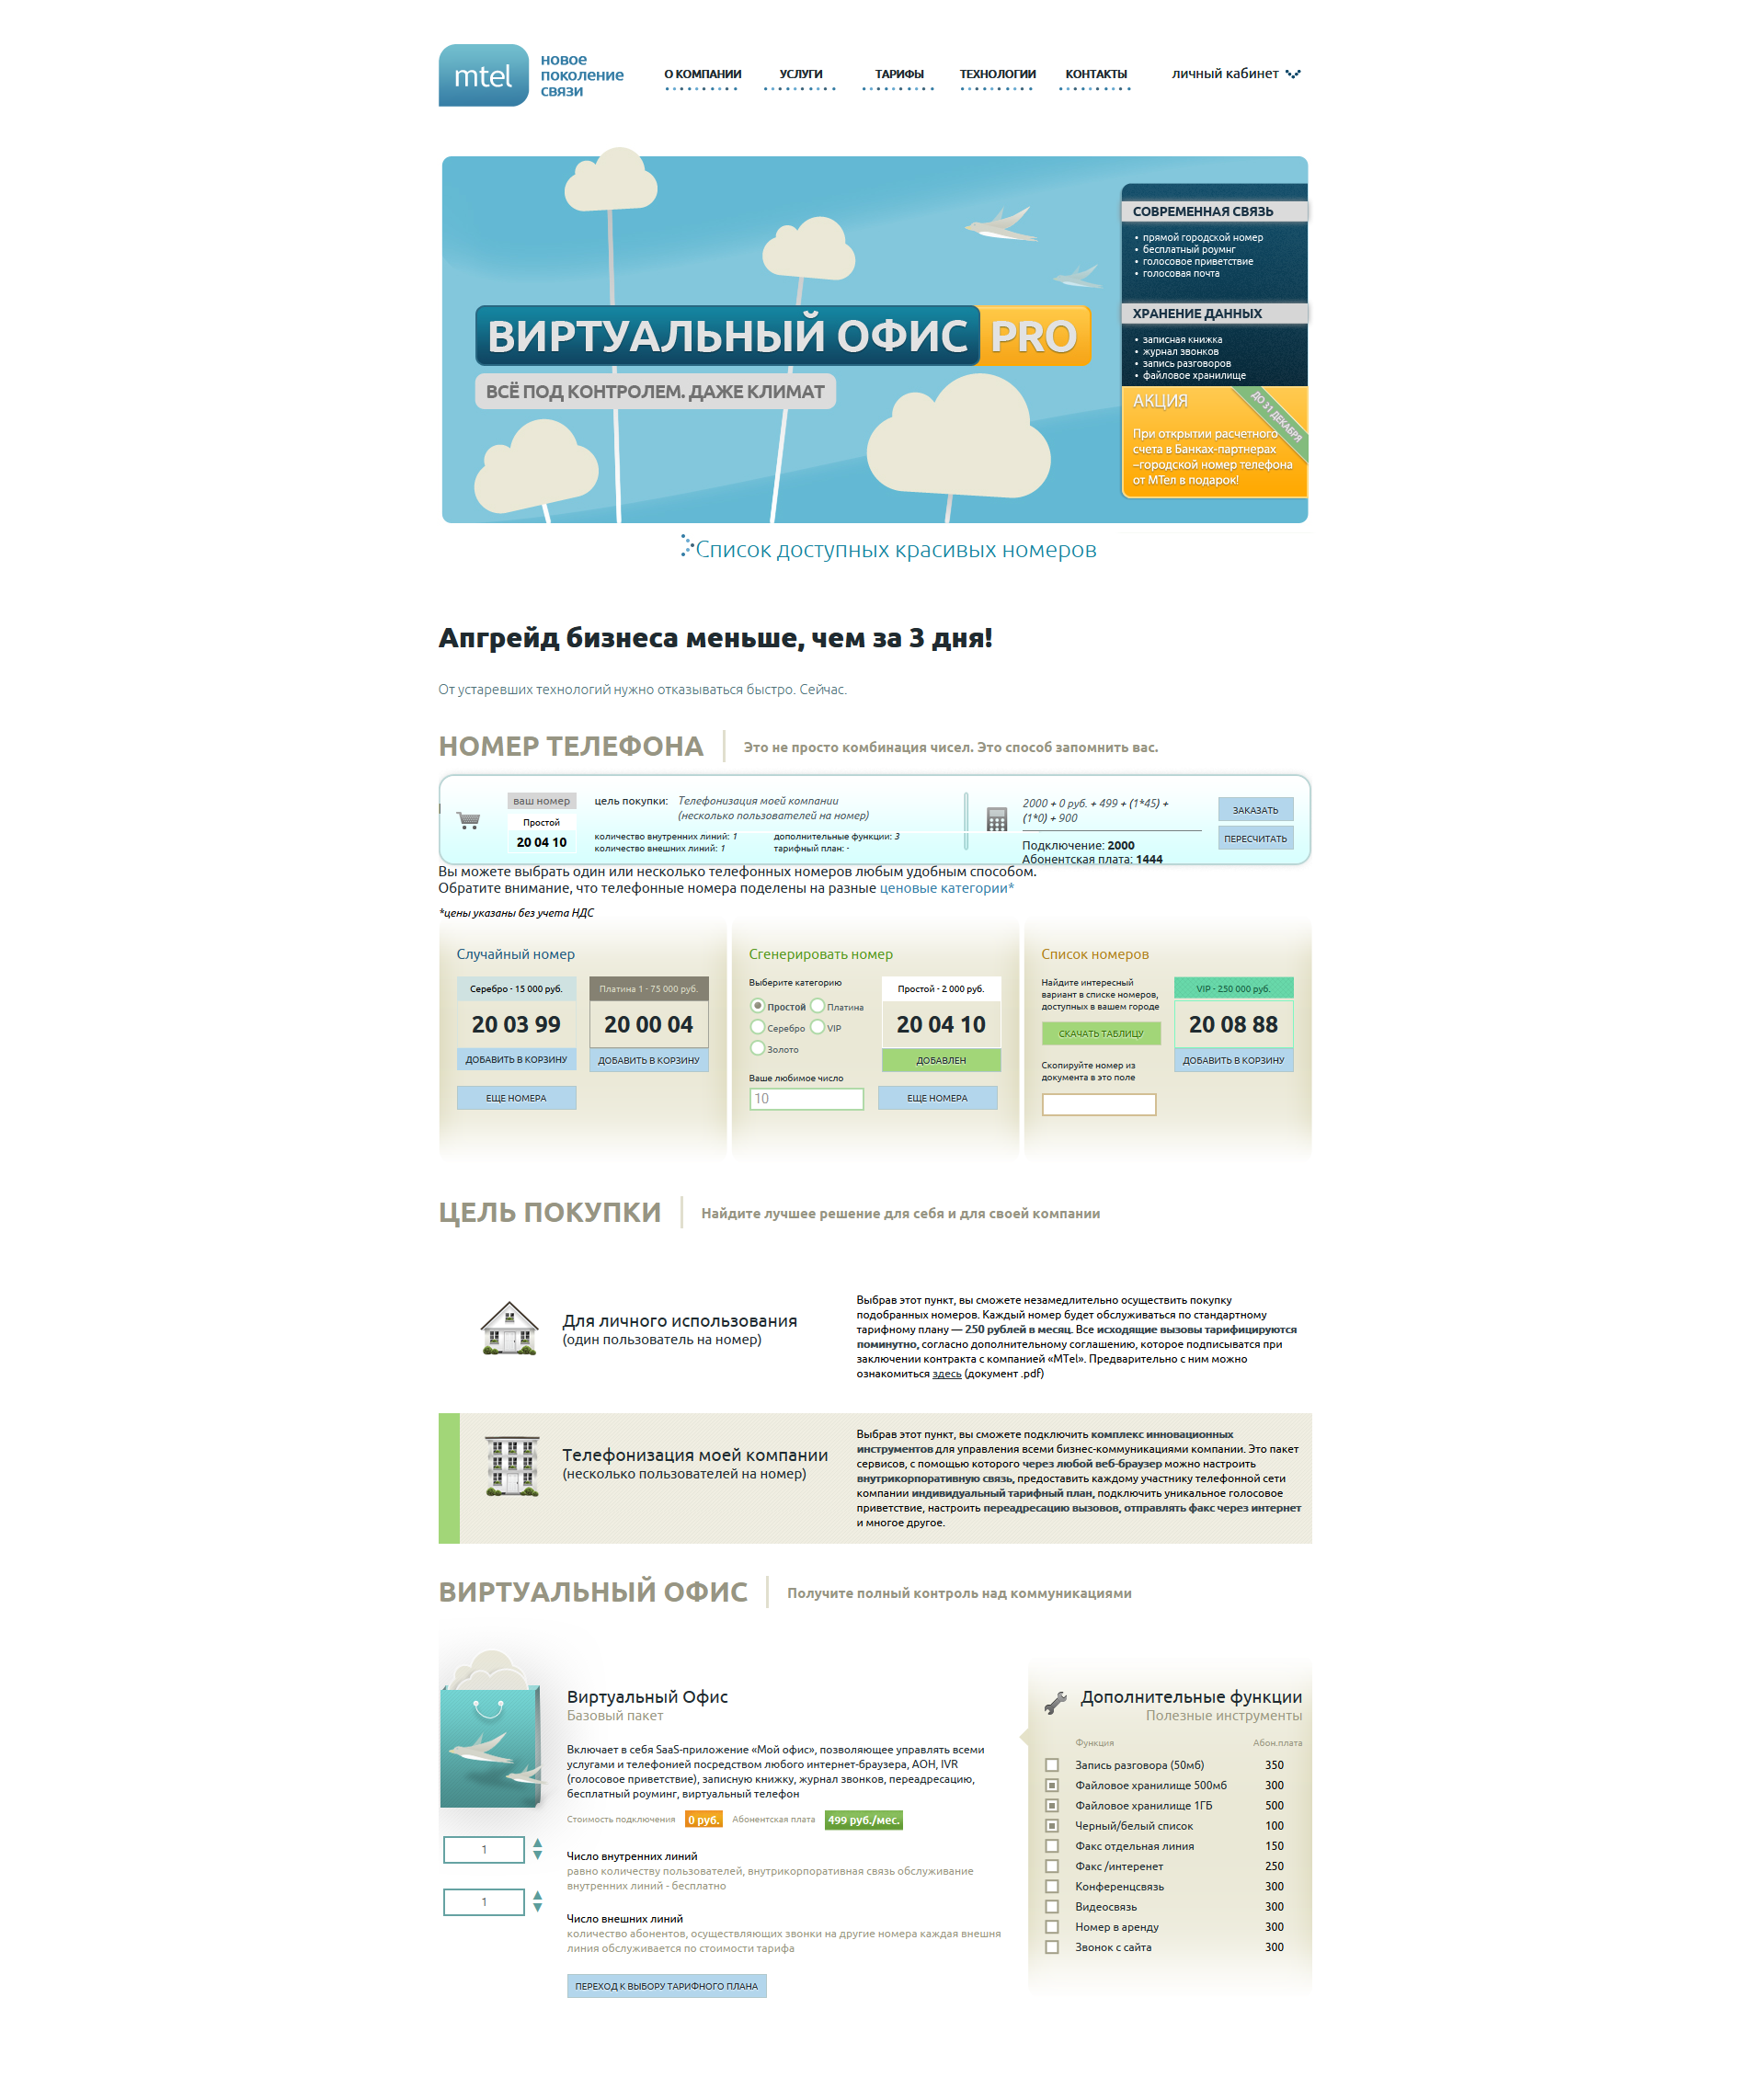 mtel
новое
поколение
связи
О КОМПАНИИ
УСЛУГИ
ТАРИФЫ
ТЕХНОЛОГИИ
КОНТАКТЫ
личный кабинет
СОВРЕМЕННАЯ СВЯЗЬ
• прямой городской номер
• бесплатный роумнг
• голосовое приветствие
• голосовая почта
ХРАНЕНИЕ ДАННЫХ
• записная книжка
• журнал звонков
• запись разговоров
• файловое хранилище
ВИРТУАЛЬНЫЙ ОФИС PRO
ВСЁ ПОД КОНТРОЛЕМ. ДАЖЕ КЛИМАТ
АКЦИЯ
ДО 31 ДЕКАБРЯ
При открытии расчетного
счета в Банках-партнерах
–городской номер телефона
от МТел в подарок!
Список доступных красивых номеров
Апгрейд бизнеса меньше, чем за 3 дня!
От устаревших технологий нужно отказываться быстро. Сейчас.
НОМЕР ТЕЛЕФОНА
Это не просто комбинация чисел. Это способ запомнить вас.
ваш номер
Простой
20 04 10
цель покупки: Телефонизация моей компании
(несколько пользователей на номер)
количество внутренних линий: 1
количество внешних линий: 1
дополнительные функции: 3
тарифный план: -
2000 + 0 руб. + 499 + (1*45) +
(1*0) + 900
Подключение: 2000
Абонентская плата: 1444
ЗАКАЗАТЬ
ПЕРЕСЧИТАТЬ
Вы можете выбрать один или несколько телефонных номеров любым удобным способом.
Обратите внимание, что телефонные номера поделены на разные ценовые категории*
*цены указаны без учета НДС
Случайный номер
Серебро - 15 000 руб.
20 03 99
ДОБАВИТЬ В КОРЗИНУ
Платина 1 - 75 000 руб.
20 00 04
ДОБАВИТЬ В КОРЗИНУ
ЕЩЕ НОМЕРА
Сгенерировать номер
Выберите категорию
Простой
Платина
Серебро
VIP
Золото
Ваше любимое число
10
Простой - 2 000 руб.
20 04 10
ДОБАВЛЕН
ЕЩЕ НОМЕРА
Список номеров
Найдите интересный
вариант в списке номеров,
доступных в вашем городе
СКАЧАТЬ ТАБЛИЦУ
Скопируйте номер из
документа в это поле
VIP - 250 000 руб.
20 08 88
ДОБАВИТЬ В КОРЗИНУ
ЦЕЛЬ ПОКУПКИ
Найдите лучшее решение для себя и для своей компании
Для личного использования
(один пользователь на номер)
Выбрав этот пункт, вы сможете незамедлительно осуществить покупку
подобранных номеров. Каждый номер будет обслуживаться по стандартному
тарифному плану — 250 рублей в месяц. Все исходящие вызовы тарифицируются
поминутно, согласно дополнительному соглашению, которое подписыватся при
заключении контракта с компанией «MTel». Предварительно с ним можно
ознакомиться здесь (документ .pdf)
Телефонизация моей компании
(несколько пользователей на номер)
Выбрав этот пункт, вы сможете подключить комплекс инновационных
инструментов для управления всеми бизнес-коммуникациями компании. Это пакет
сервисов, с помощью которого через любой веб-браузер можно настроить
внутрикорпоративную связь, предоставить каждому участнику телефонной сети
компании индивидуальный тарифный план, подключить уникальное голосовое
приветствие, настроить переадресацию вызовов, отправлять факс через интернет
и многое другое.
ВИРТУАЛЬНЫЙ ОФИС
Получите полный контроль над коммуникациями
Виртуальный Офис
Базовый пакет
Включает в себя SaaS-приложение «Мой офис», позволяющее управлять всеми
услугами и телефонией посредством любого интернет-браузера, АОН, IVR
(голосовое приветствие), записную книжку, журнал звонков, переадресацию,
бесплатный роуминг, виртуальный телефон
Стоимость подключения 0 руб. Абонентская плата 499 руб./мес.
1
Число внутренних линий
равно количеству пользователей, внутрикорпоративная связь обслуживание
внутренних линий - бесплатно
1
Число внешних линий
количество абонентов, осуществляющих звонки на другие номера каждая внешня
линия обслуживается по стоимости тарифа
ПЕРЕХОД К ВЫБОРУ ТАРИФНОГО ПЛАНА
Дополнительные функции
Полезные инструменты
Функция Абон.плата
Запись разговора (50мб) 350
Файловое хранилище 500мб 300
Файловое хранилище 1ГБ 500
Черный/белый список 100
Факс отдельная линия 150
Факс /интеренет 250
Конференцсвязь 300
Видеосвязь 300
Номер в аренду 300
Звонок с сайта 300